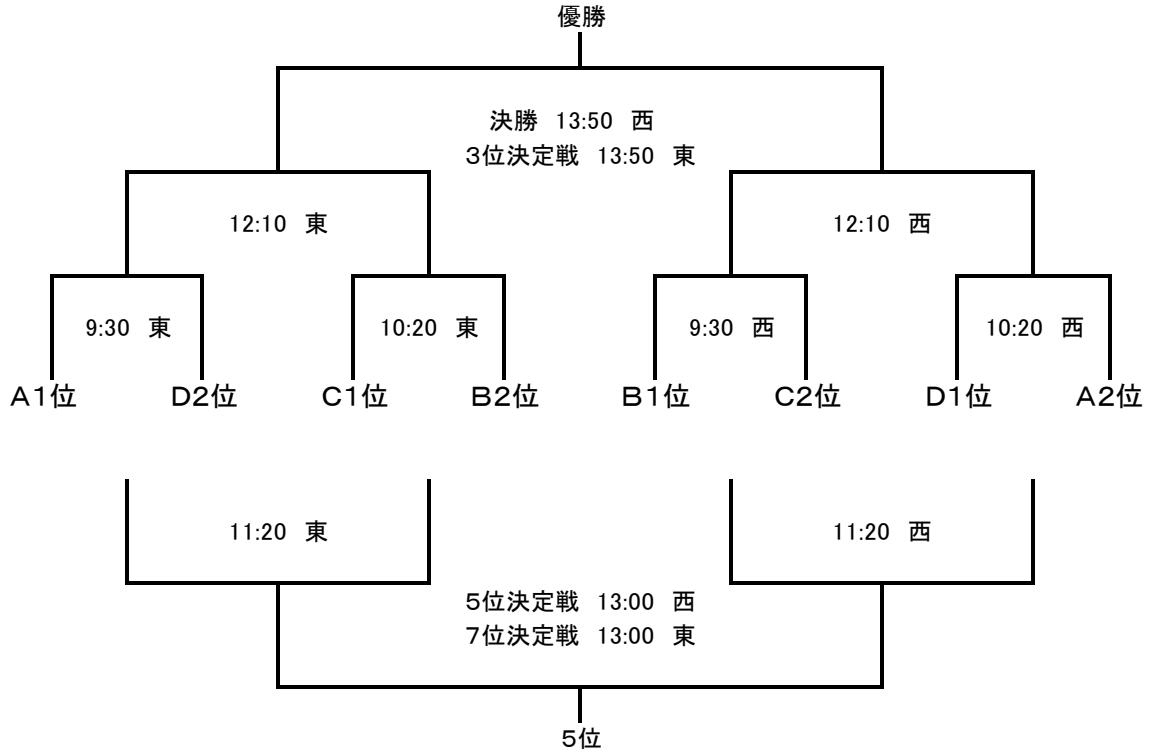 優勝
決勝 13:50 西
3位決定戦 13:50 東
12:10 東 12:10 西
9:30 東 10:20 東 9:30 西 10:20 西
A1位 D2位 C1位 B2位 B1位 C2位 D1位 A2位
11:20 東 11:20 西
5位決定戦 13:00 西
7位決定戦 13:00 東
5位